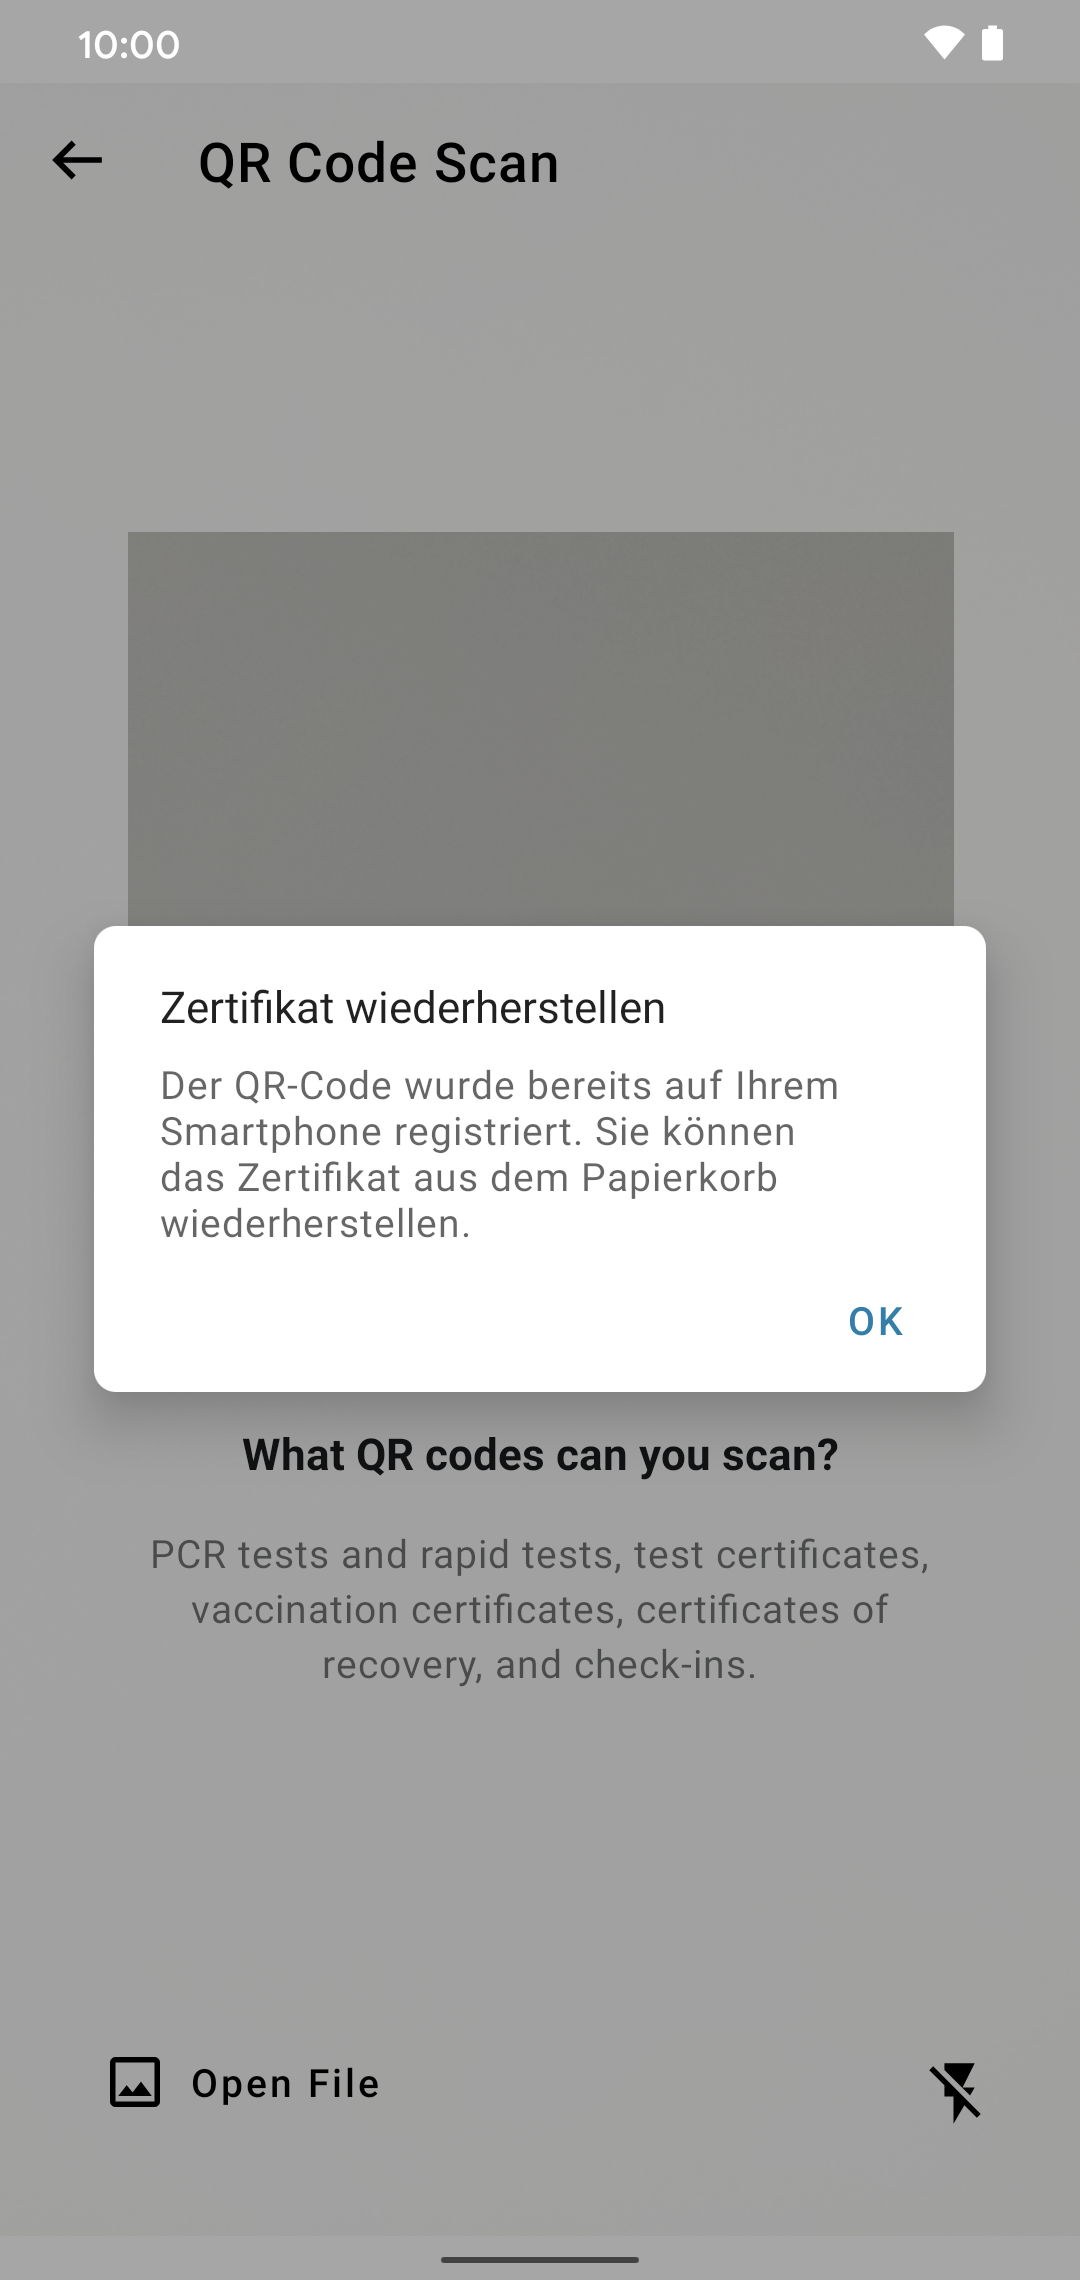 10:00
QR Code Scan
Zertifikat wiederherstellen
Der QR-Code wurde bereits auf Ihrem
Smartphone registriert. Sie können
das Zertifikat aus dem Papierkorb
wiederherstellen.
OK
What QR codes can you scan?
PCR tests and rapid tests, test certificates,
vaccination certificates, certificates of
recovery, and check-ins.
Open File